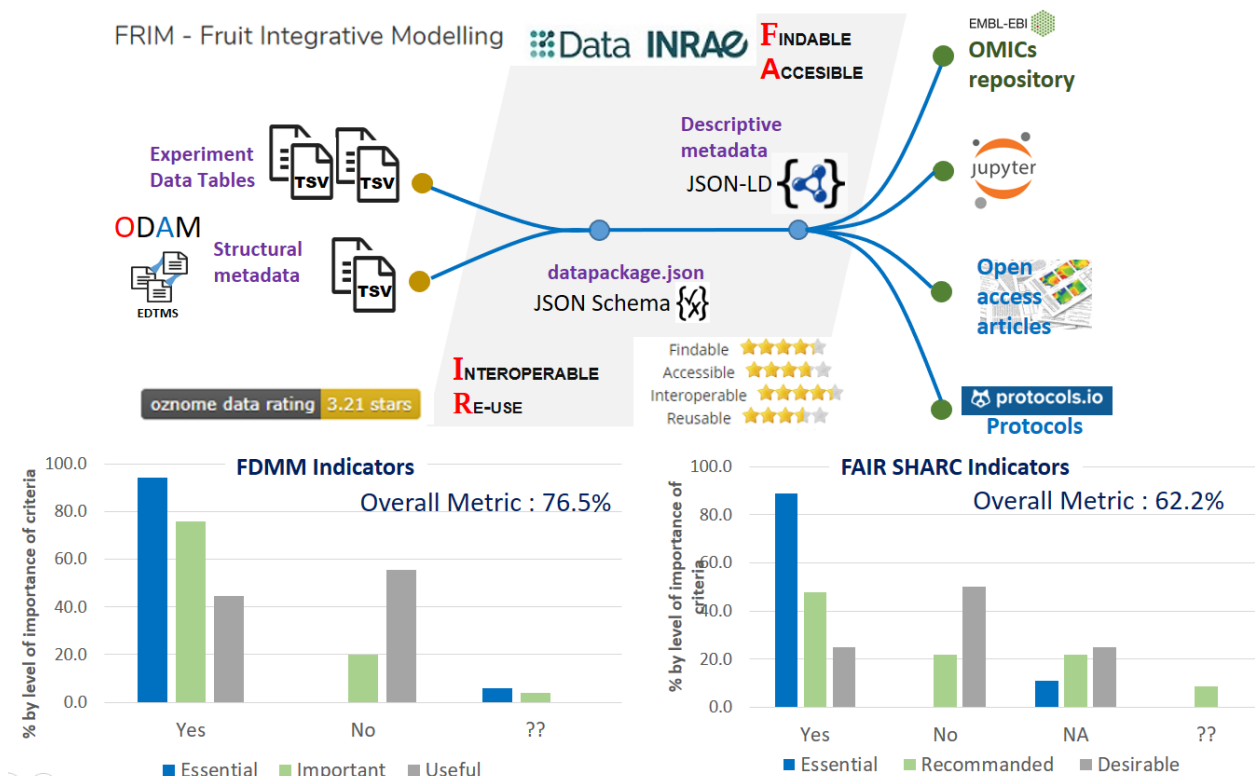 FRIM - Fruit Integrative Modelling
Data INRAE
FINDABLE
ACCESIBLE
EMBL-EBI
OMICs
repository
Experiment
Data Tables
TSV
TSV
Descriptive
metadata
JSON-LD
jupyter
ODAM
EDTMS
Structural
metadata
TSV
datapackage.json
JSON Schema
Open
access
articles
INTEROPERABLE
RE-USE
Findable
Accessible
Interoperable
Reusable
oznome data rating 3.21 stars
protocols.io
Protocols
FDMM Indicators
Overall Metric : 76.5%
% by level of importance of criteria
100.0
80.0
60.0
40.0
20.0
0.0
Yes No ??
Essential Important Useful
FAIR SHARC Indicators
Overall Metric : 62.2%
% by level of importance of
criteria
100.0
80.0
60.0
40.0
20.0
0.0
Yes No NA ??
Essential Recommanded Desirable